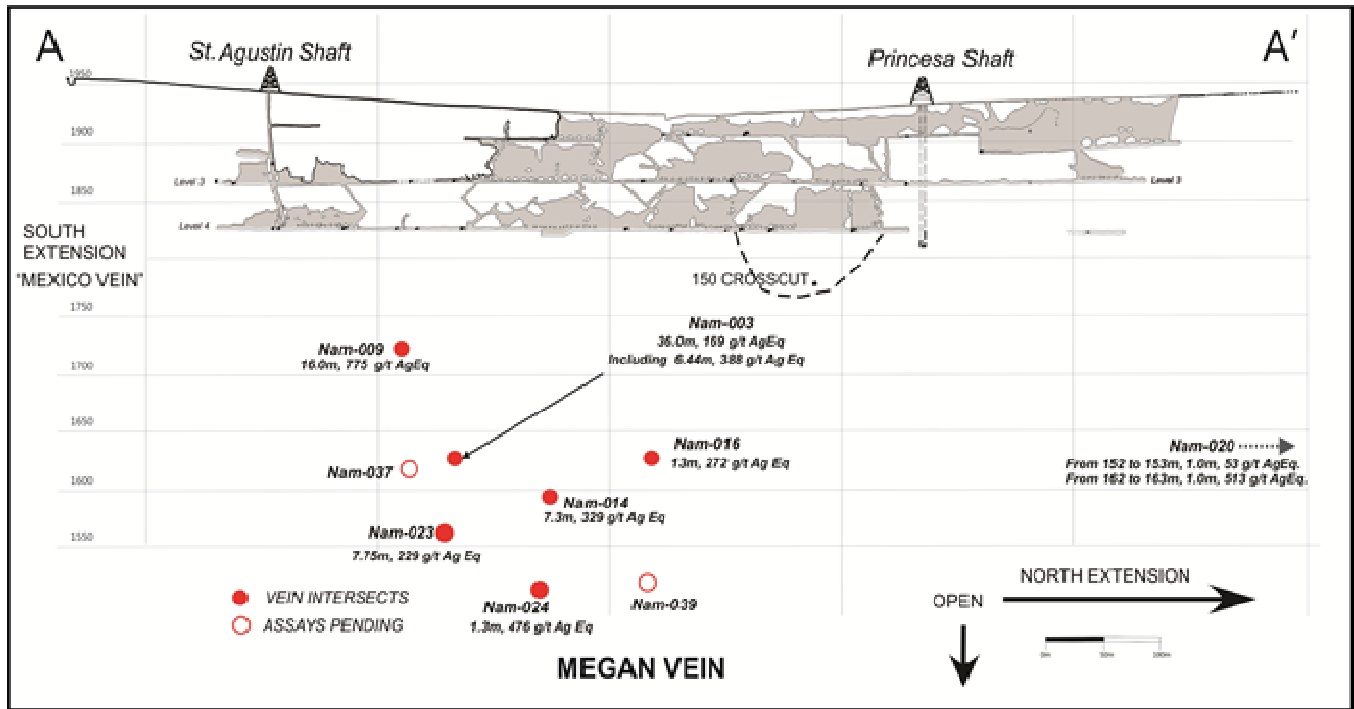 A
A'
St. Agustin Shaft
Princesa Shaft
1950
1900
1850
Level 3
Level 3
Level 4
SOUTH
EXTENSION
"MEXICO VEIN"
150 CROSSCUT
1750
1700
1650
1600
1550
Nam-003
36.0m, 169 g/t AgEq
Including 6.44m, 388 g/t Ag Eq
Nam-009
16.0m, 775 g/t AgEq
Nam-016
1.3m, 272 g/t Ag Eq
Nam-020
From 152 to 153m, 1.0m, 53 g/t AgEq.
From 162 to 163m, 1.0m, 513 g/t AgEq.
Nam-037
Nam-014
7.3m, 329 g/t Ag Eq
Nam-023
7.75m, 229 g/t Ag Eq
Nam-024
1.3m, 476 g/t Ag Eq
Nam-039
VEIN INTERSECTS
ASSAYS PENDING
NORTH EXTENSION
OPEN
0m 50m 100m
MEGAN VEIN